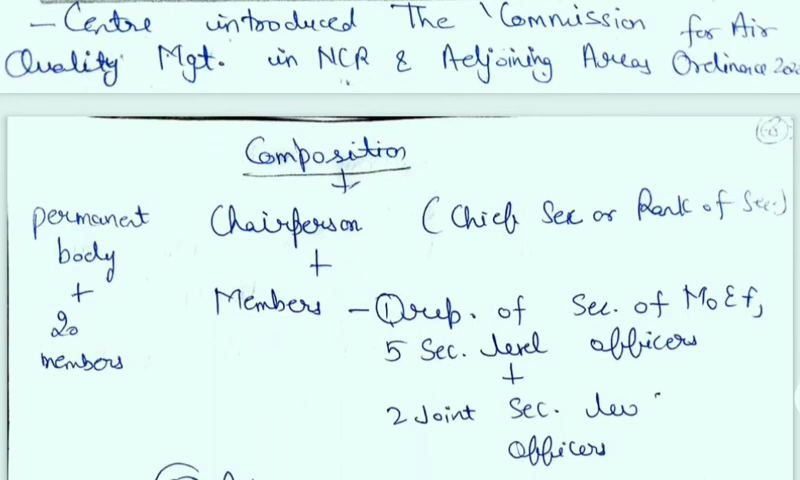 - Centre introduced The 'Commission for Air
Quality Mgt. in NCR & Adjoining Areas Ordinance 202
Composition
permanent
body
+
20
members
Chairperson (Chief Sec or Rank of Sec.)
+
Members - ① rep. of Sec. of MoEf,
5 Sec. level officers
+
2 Joint Sec. lev
officers